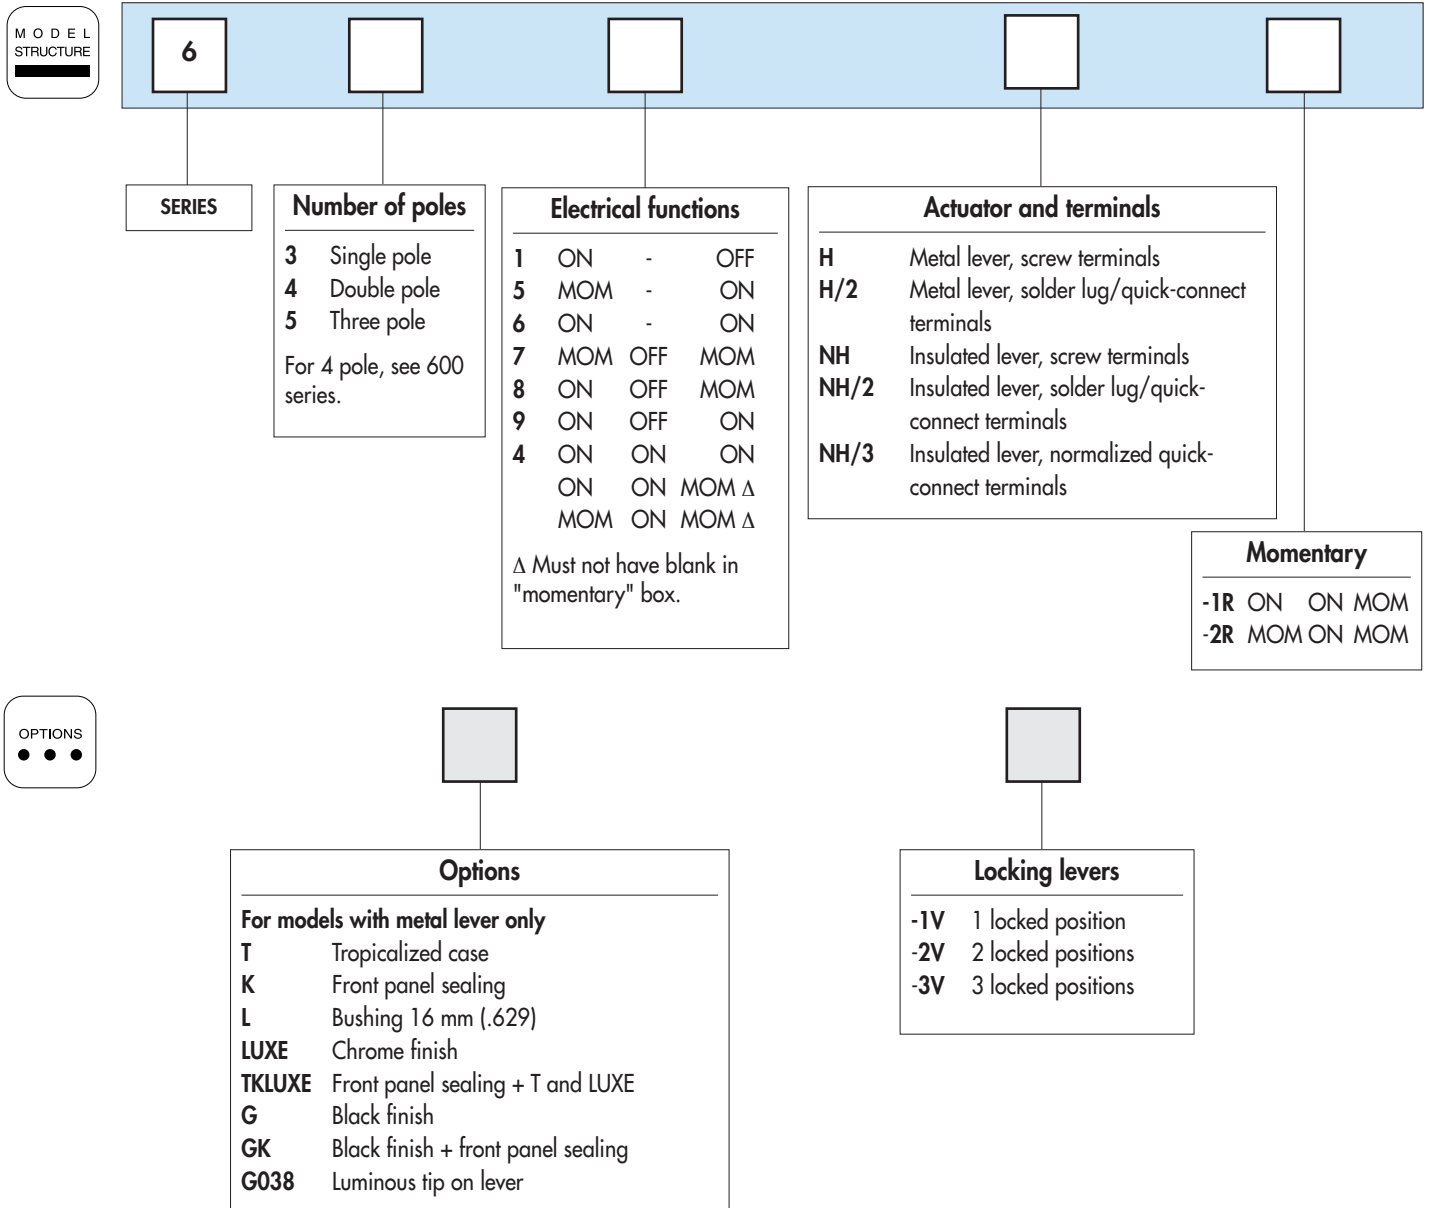 MODEL
STRUCTURE
6
SERIES
Number of poles
3 Single pole
4 Double pole
5 Three pole
For 4 pole, see 600
series.
Electrical functions
1 ON - OFF
5 MOM - ON
6 ON - ON
7 MOM OFF MOM
8 ON OFF MOM
9 ON OFF ON
4 ON ON ON
ON ON MOM Δ
MOM ON MOM Δ
Δ Must not have blank in
"momentary" box.
Actuator and terminals
H Metal lever, screw terminals
H/2 Metal lever, solder lug/quick-connect
terminals
NH Insulated lever, screw terminals
NH/2 Insulated lever, solder lug/quick-
connect terminals
NH/3 Insulated lever, normalized quick-
connect terminals
Momentary
-1R ON ON MOM
-2R MOM ON MOM
OPTIONS
Options
For models with metal lever only
T Tropicalized case
K Front panel sealing
L Bushing 16 mm (.629)
LUXE Chrome finish
TKLUXE Front panel sealing + T and LUXE
G Black finish
GK Black finish + front panel sealing
G038 Luminous tip on lever
Locking levers
-1V 1 locked position
-2V 2 locked positions
-3V 3 locked positions